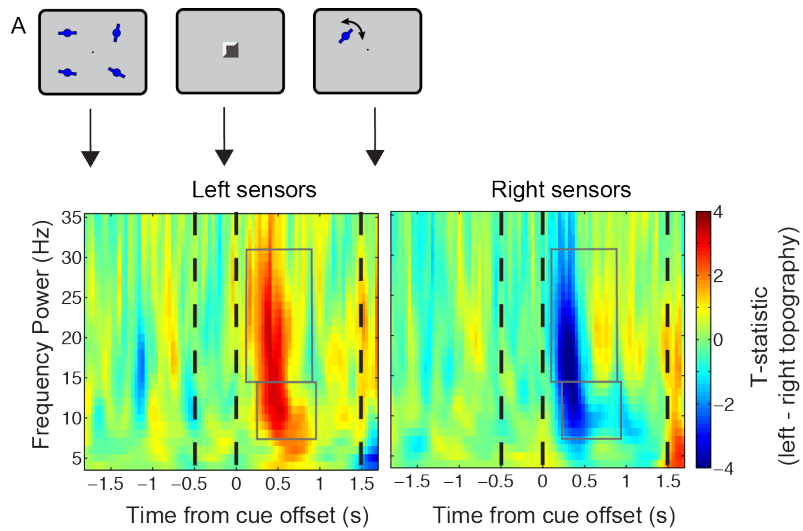 A
Left sensors
Right sensors
Frequency Power (Hz)
35
30
25
20
15
10
5
−1.5 −1 −0.5 0 0.5 1 1.5
−1.5 −1 −0.5 0 0.5 1 1.5
Time from cue offset (s)
Time from cue offset (s)
4
2
0
−2
−4
T-statistic
(left - right topography)